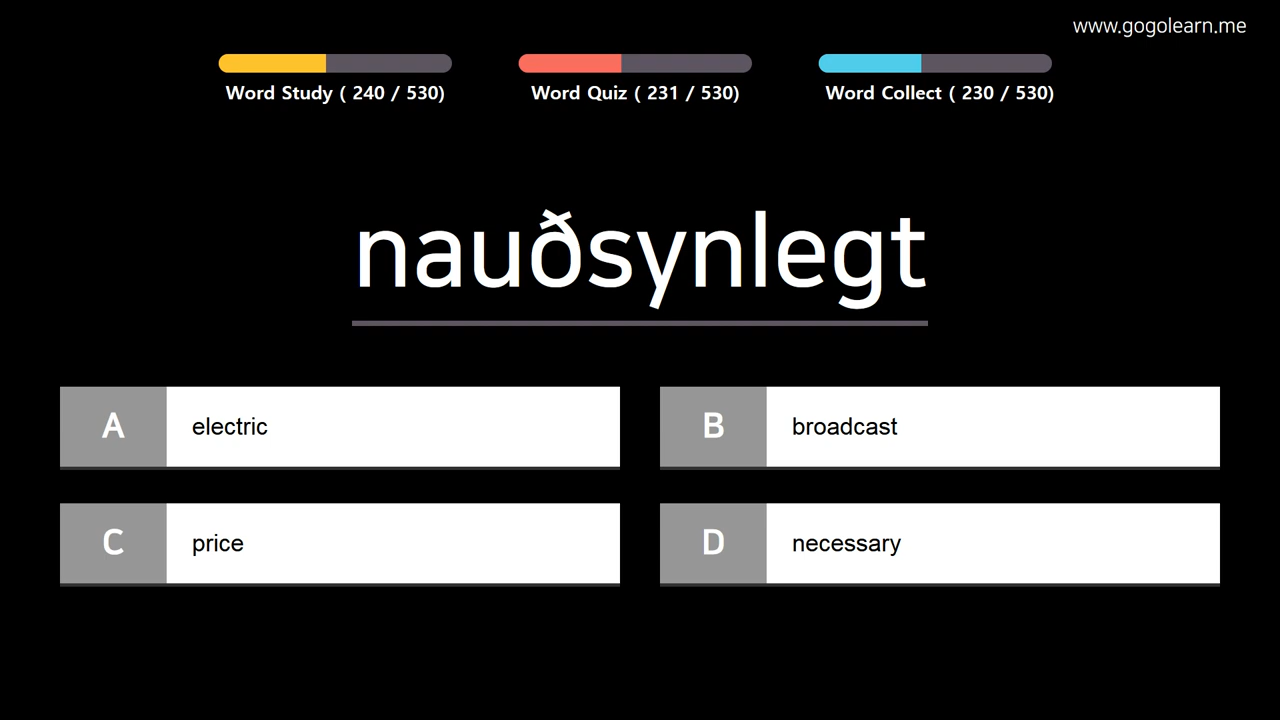 www.gogolearn.me
Word Study ( 240 / 530)
Word Quiz ( 231 / 530)
Word Collect ( 230 / 530)
nauðsynlegt
A electric
B broadcast
C price
D necessary